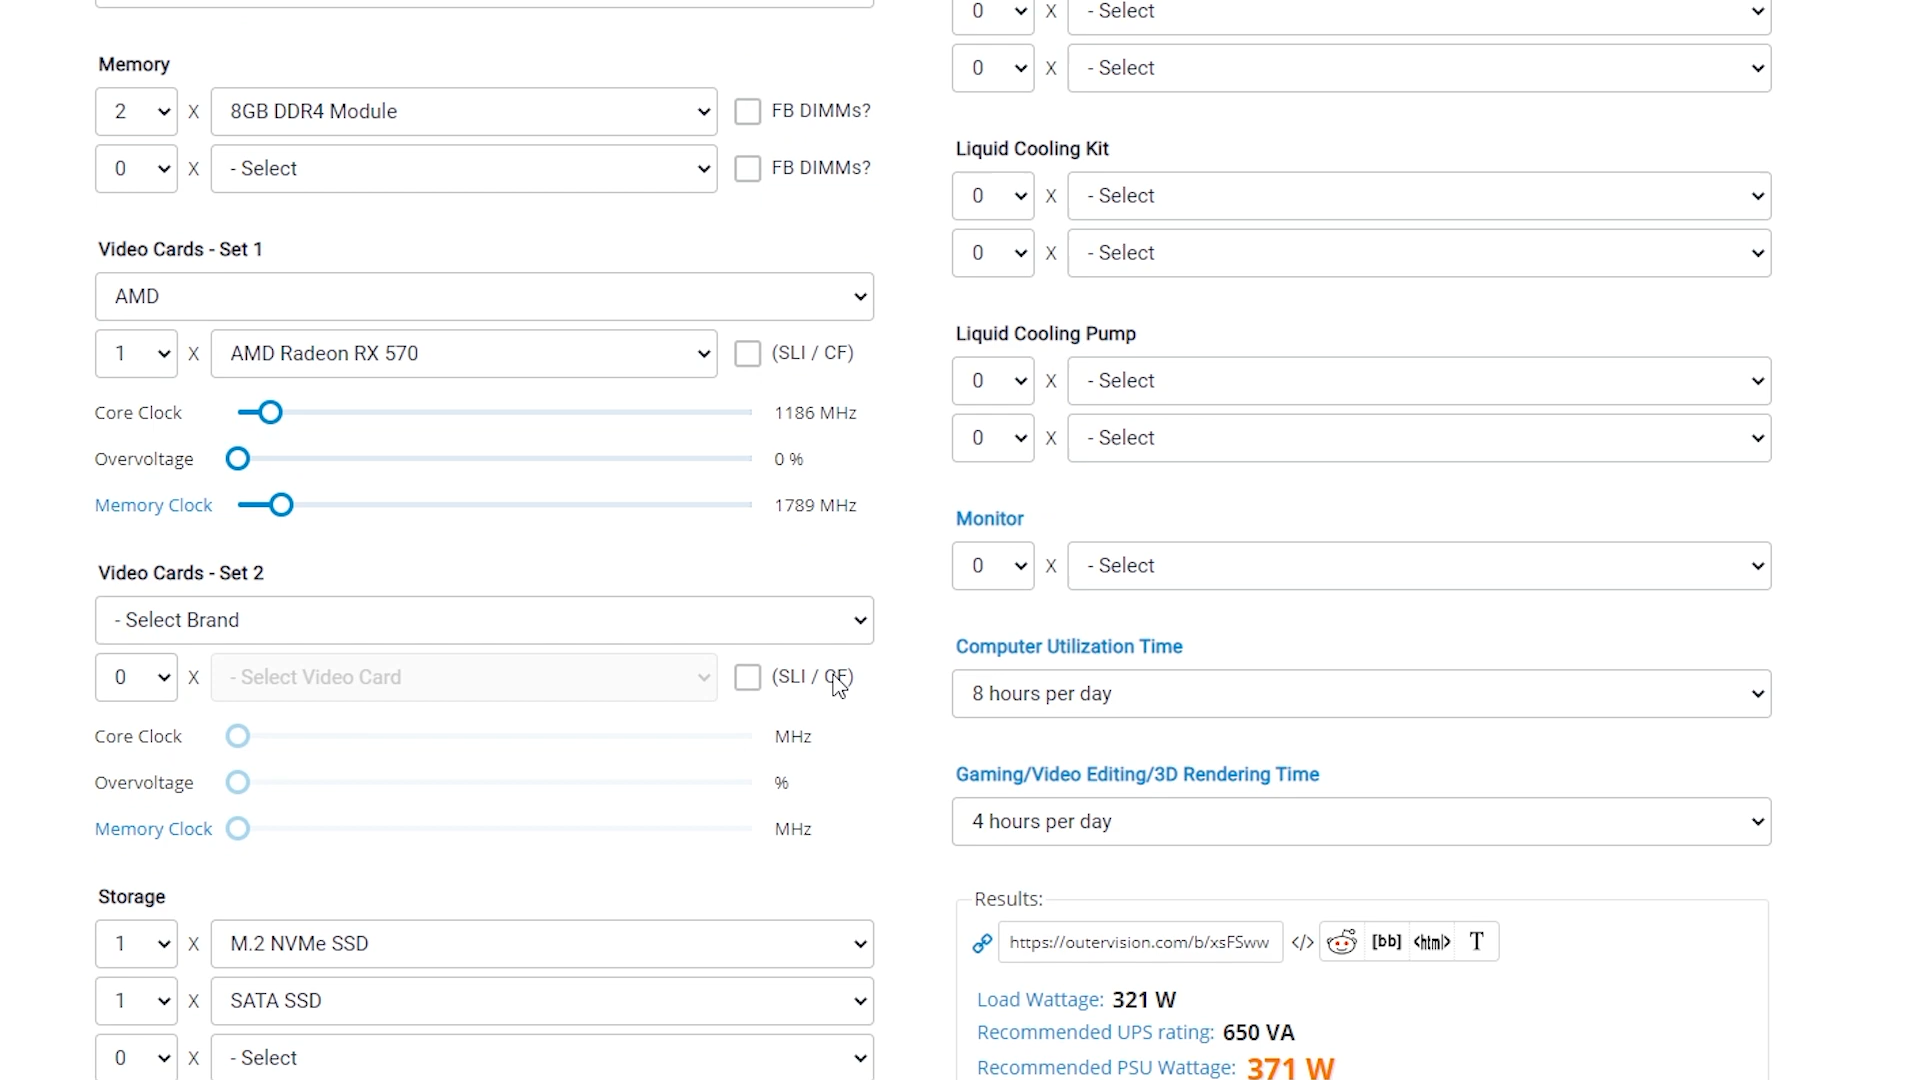 Memory
2 X 8GB DDR4 Module FB DIMMs?
0 X - Select FB DIMMs?
Video Cards - Set 1
AMD
1 X AMD Radeon RX 570 (SLI / CF)
Core Clock 1186 MHz
Overvoltage 0 %
Memory Clock 1789 MHz
Video Cards - Set 2
- Select Brand
0 X - Select Video Card (SLI / CF)
Core Clock MHz
Overvoltage %
Memory Clock MHz
Storage
1 X M.2 NVMe SSD
1 X SATA SSD
0 X - Select
0 X - Select
0 X - Select
Liquid Cooling Kit
0 X - Select
0 X - Select
Liquid Cooling Pump
0 X - Select
0 X - Select
Monitor
0 X - Select
Computer Utilization Time
8 hours per day
Gaming/Video Editing/3D Rendering Time
4 hours per day
Results:
https://outervision.com/b/xsFSww </> [bb] <html> T
Load Wattage: 321 W
Recommended UPS rating: 650 VA
Recommended PSU Wattage: 371 W